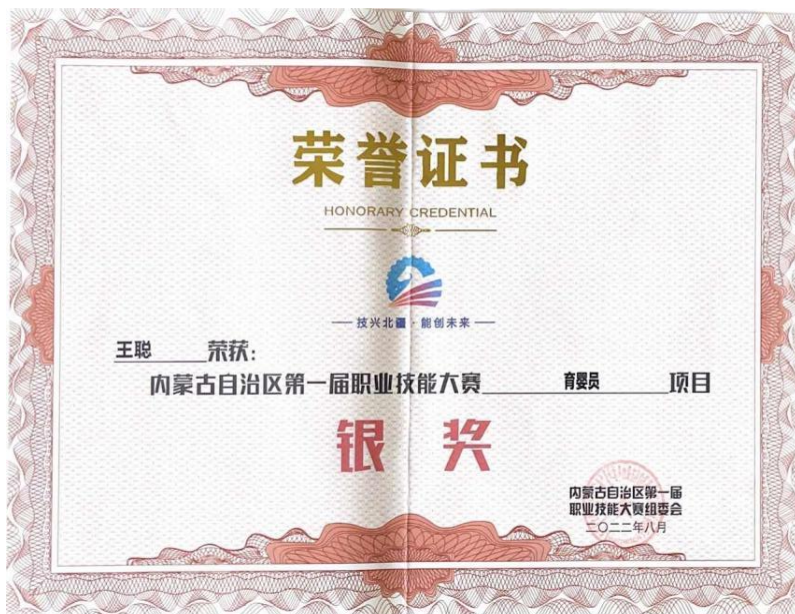 荣誉证书
HONORARY CREDENTIAL
技兴北疆·能创未来
王聪 荣获:
内蒙古自治区第一届职业技能大赛 育婴员 项目
银奖
内蒙古自治区第一届
职业技能大赛组委会
二〇二二年八月